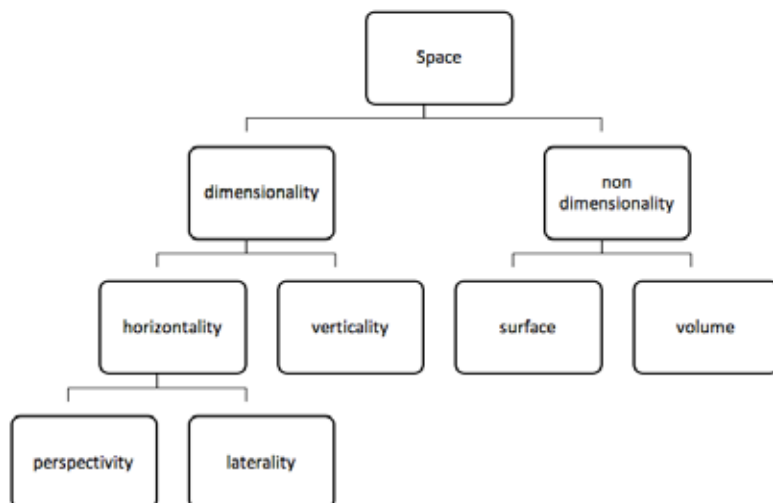 Space
dimensionality
non
dimensionality
horizontality
verticality
surface
volume
perspectivity
laterality